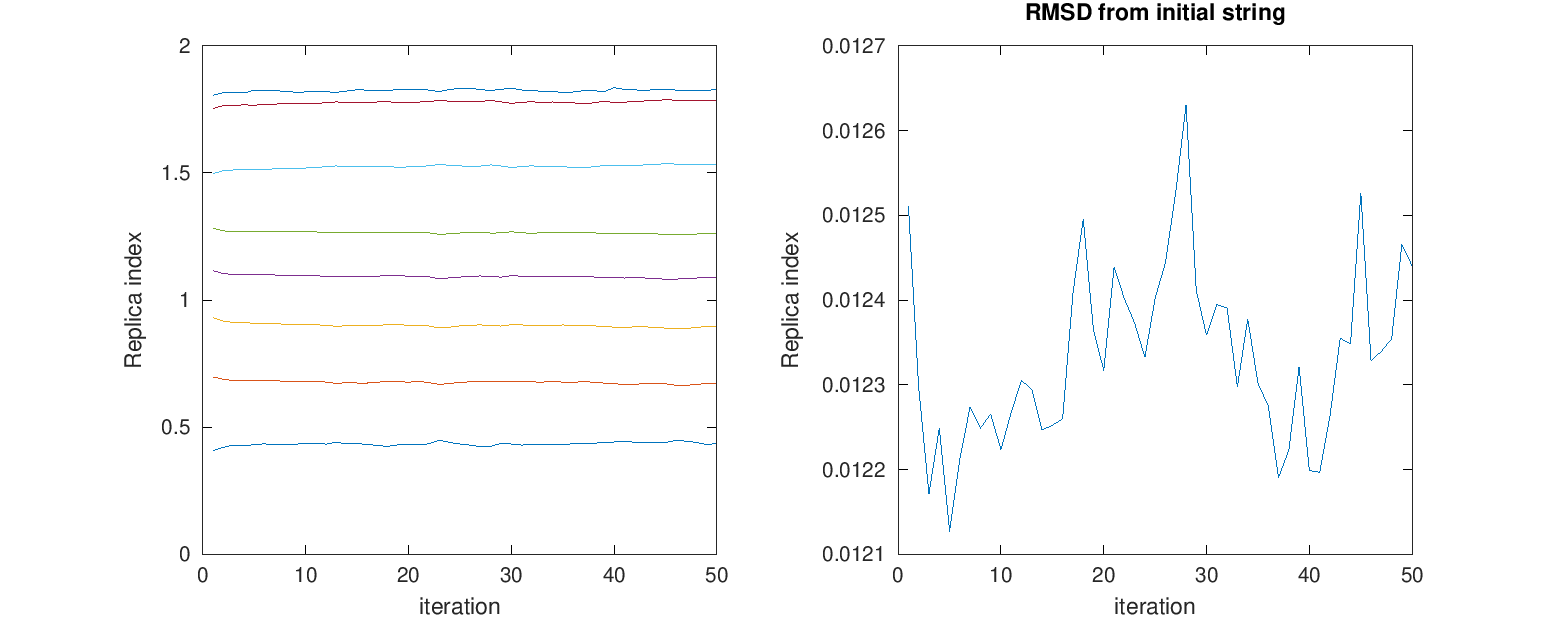 2
1.5
1
0.5
0
Replica index
0 10 20 30 40 50
iteration
RMSD from initial string
0.0127
0.0126
0.0125
0.0124
0.0123
0.0122
0.0121
Replica index
0 10 20 30 40 50
iteration